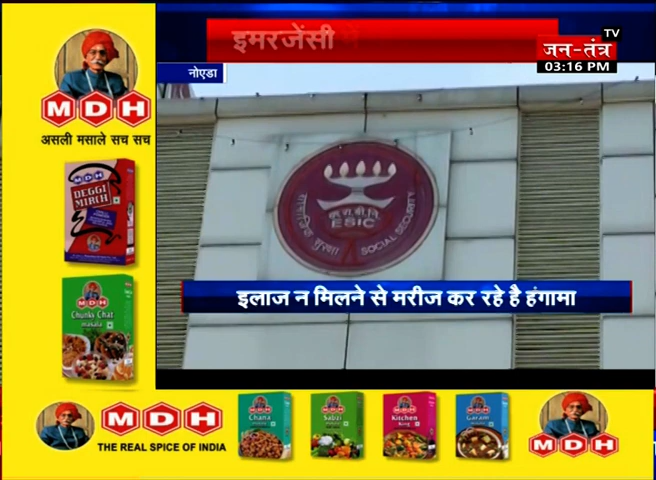 इमरजेंसी में
TV
जन-तंत्र
03:16 PM
नोएडा
MDH
असली मसाले सच सच
MDH
DEGGI
MIRCH
MDH
Chunky Chat
masala
क.रा.बी.नि.
ESIC
सामाजिक सुरक्षा
SOCIAL SECURITY
इलाज न मिलने से मरीज कर रहे है हंगामा
MDH
THE REAL SPICE OF INDIA
MDH
Chana
masala
MDH
Sabzi
masala
MDH
Kitchen
King
MDH
Garam
masala
MDH